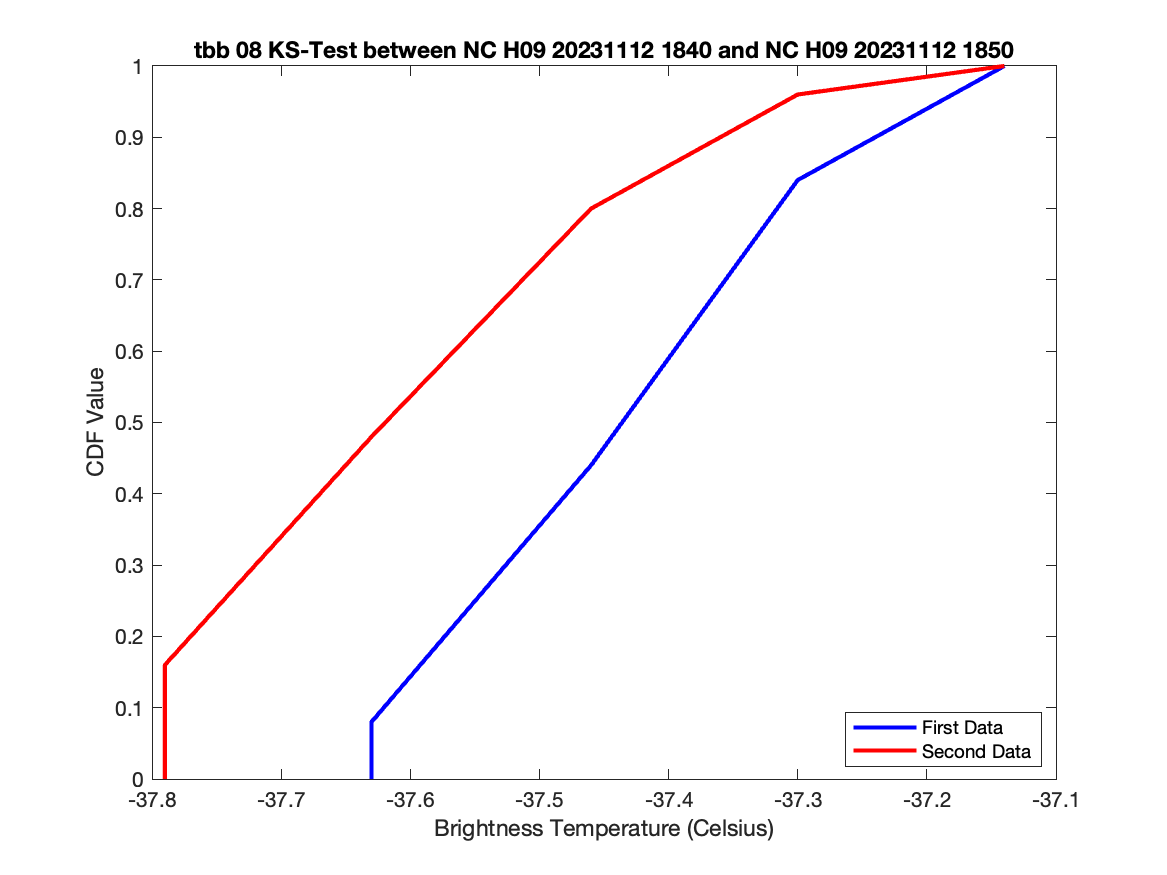 tbb 08 KS-Test between NC H09 20231112 1840 and NC H09 20231112 1850
1
0.9
0.8
0.7
0.6
0.5
0.4
0.3
0.2
0.1
0
CDF Value
First Data
Second Data
-37.8 -37.7 -37.6 -37.5 -37.4 -37.3 -37.2 -37.1
Brightness Temperature (Celsius)